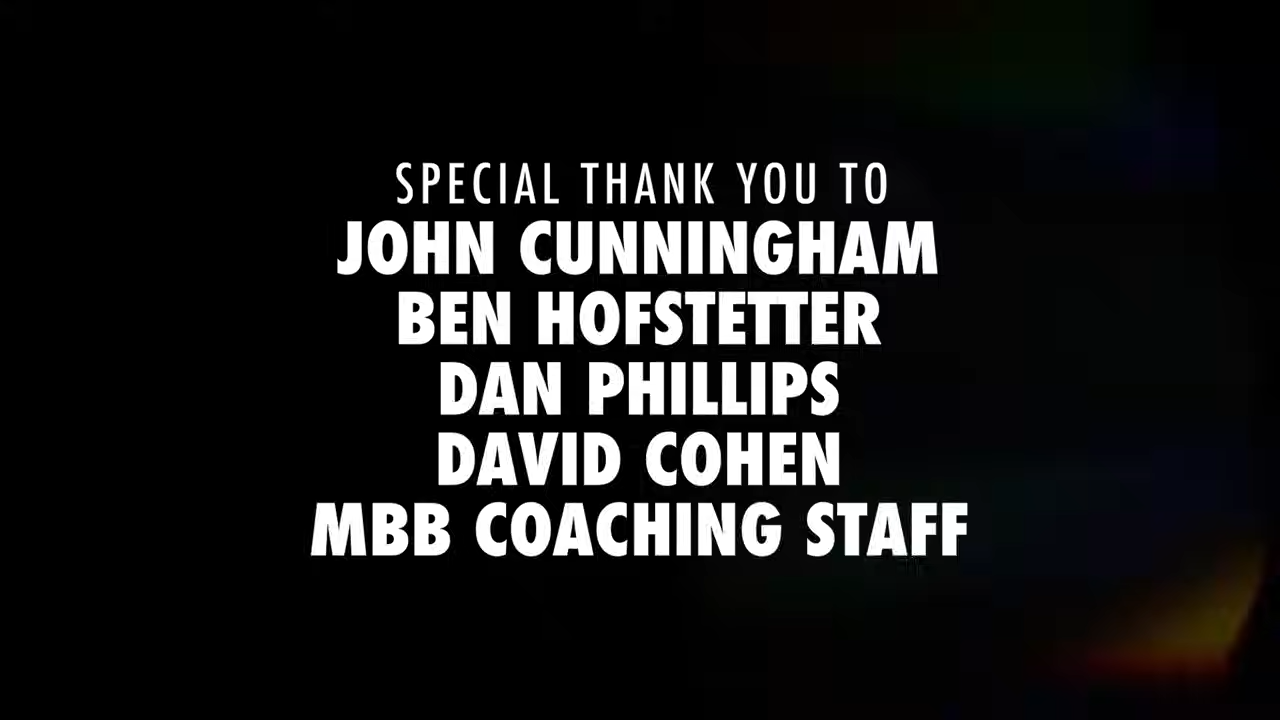 SPECIAL THANK YOU TO
JOHN CUNNINGHAM
BEN HOFSTETTER
DAN PHILLIPS
DAVID COHEN
MBB COACHING STAFF